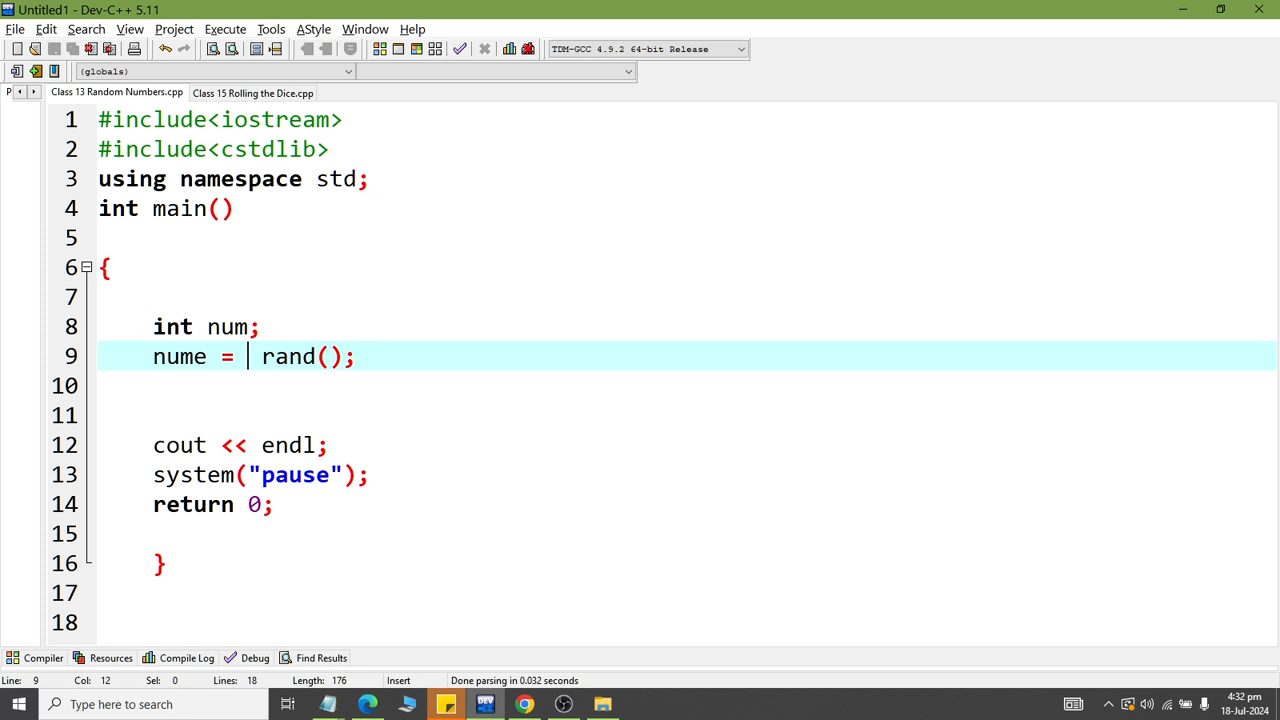 Untitled1 - Dev-C++ 5.11
File Edit Search View Project Execute Tools AStyle Window Help
TDM-GCC 4.9.2 64-bit Release
(globals)
P Class 13 Random Numbers.cpp Class 15 Rolling the Dice.cpp
1 #include<iostream>
2 #include<cstdlib>
3 using namespace std;
4 int main()
5
6 {
7
8 int num;
9 nume = rand();
10
11
12 cout << endl;
13 system("pause");
14 return 0;
15
16 }
17
18
Compiler Resources Compile Log Debug Find Results
Line: 9 Col: 12 Sel: 0 Lines: 18 Length: 176 Insert Done parsing in 0.032 seconds
Type here to search DEV 4:32 pm
18-Jul-2024